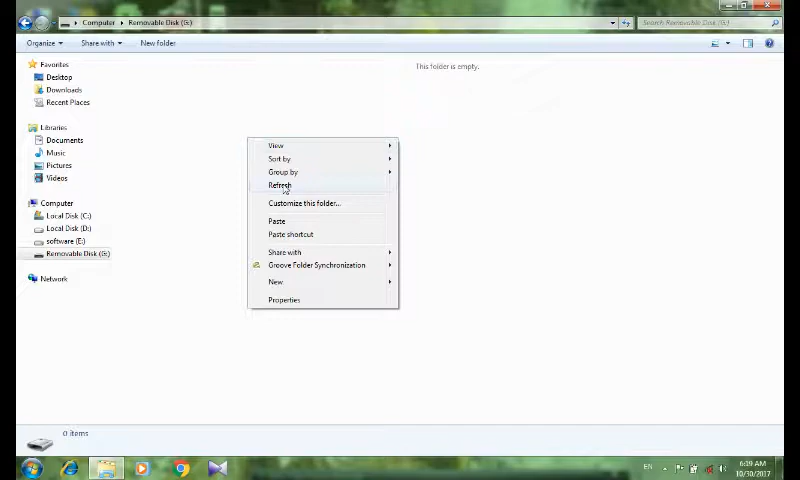 Computer ▸ Removable Disk (G:)
Search Removable Disk (G:)
Organize
Share with
New folder
Favorites
Desktop
Downloads
Recent Places
Libraries
Documents
Music
Pictures
Videos
Computer
Local Disk (C:)
Local Disk (D:)
software (E:)
Removable Disk (G:)
Network
This folder is empty.
View
Sort by
Group by
Refresh
Customize this folder...
Paste
Paste shortcut
Share with
Groove Folder Synchronization
New
Properties
0 items
EN
6:19 AM
10/30/2017